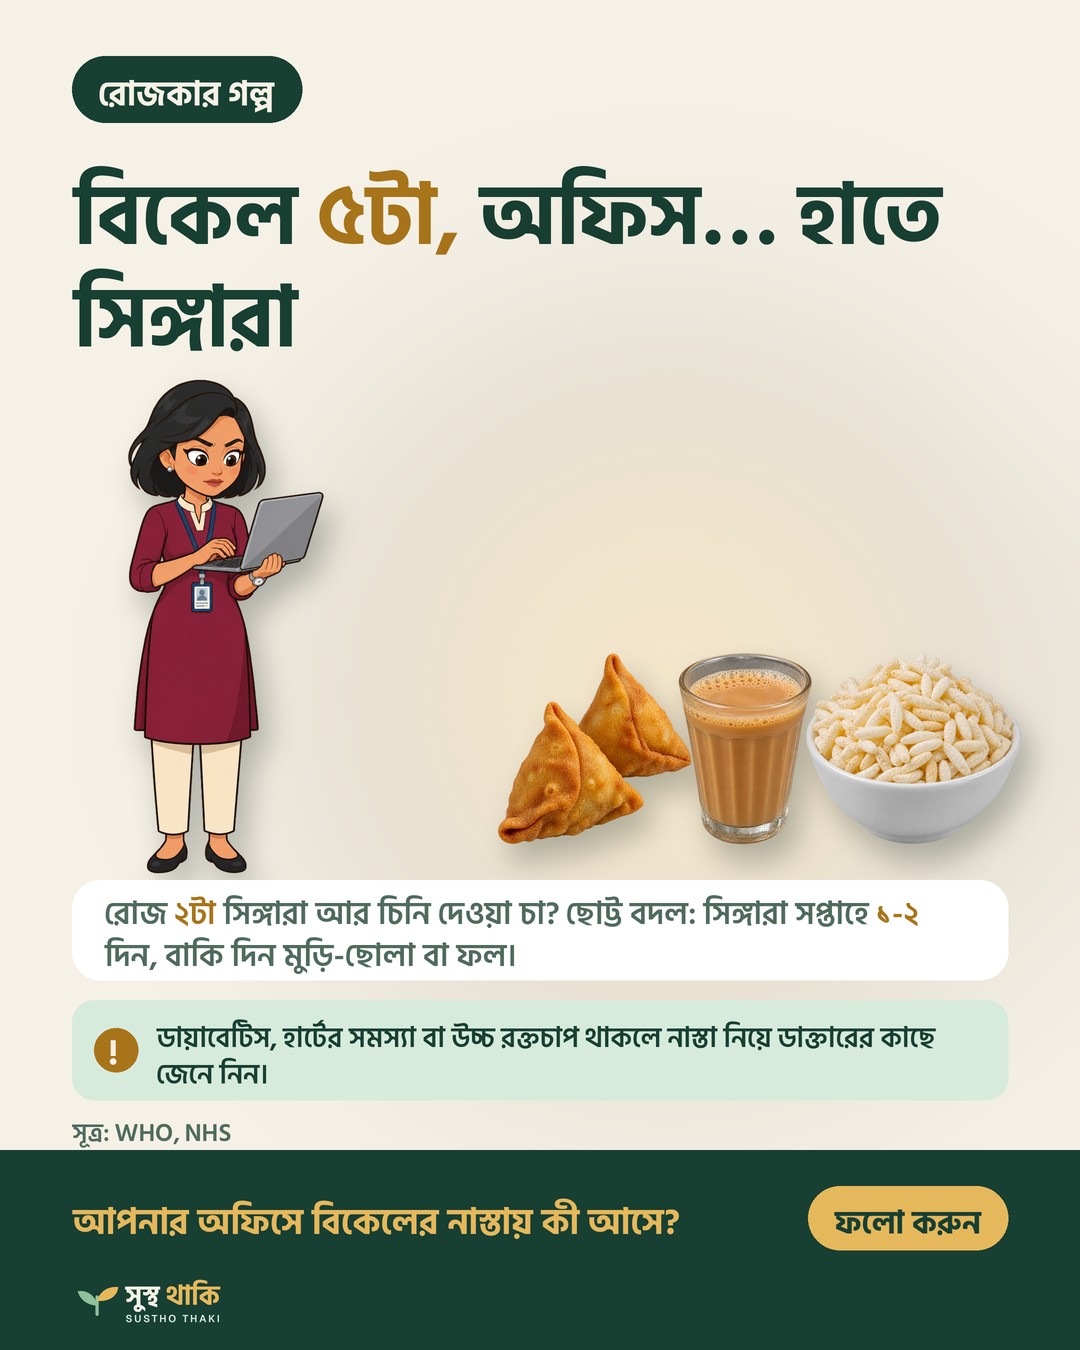 রোজকার গল্প
বিকেল ৫টা, অফিস... হাতে
সিঙ্গারা
রোজ ২টা সিঙ্গারা আর চিনি দেওয়া চা? ছোট্ট বদল: সিঙ্গারা সপ্তাহে ১-২
দিন, বাকি দিন মুড়ি-ছোলা বা ফল।
!
ডায়াবেটিস, হার্টের সমস্যা বা উচ্চ রক্তচাপ থাকলে নাস্তা নিয়ে ডাক্তারের কাছে
জেনে নিন।
সূত্র: WHO, NHS
আপনার অফিসে বিকেলের নাস্তায় কী আসে?
ফলো করুন
সুস্থ থাকি
SUSTHO THAKI